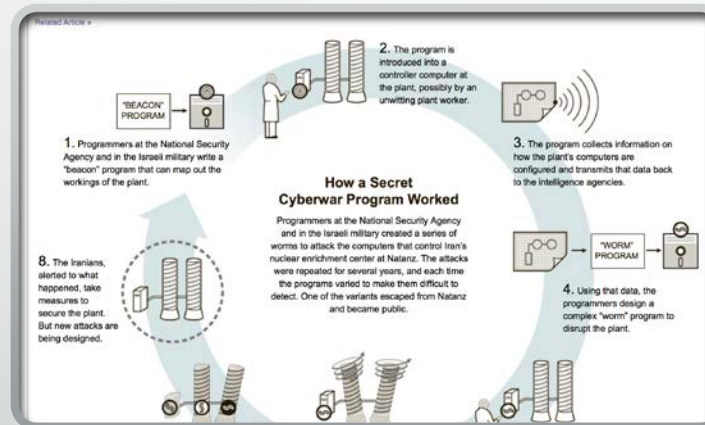 Related Article »
"BEACON"
PROGRAM
1. Programmers at the National Security
Agency and in the Israeli military write a
"beacon" program that can map out the
workings of the plant.
2. The program is
introduced into a
controller computer at
the plant, possibly by an
unwitting plant worker.
3. The program collects information on
how the plant's computers are
configured and transmits that data back
to the intelligence agencies.
How a Secret
Cyberwar Program Worked
Programmers at the National Security Agency
and in the Israeli military created a series of
worms to attack the computers that control Iran's
nuclear enrichment center at Natanz. The attacks
were repeated for several years, and each time
the programs varied to make them difficult to
detect. One of the variants escaped from Natanz
and became public.
"WORM"
PROGRAM
4. Using that data, the
programmers design a
complex "worm" program to
disrupt the plant.
8. The Iranians,
alerted to what
happened, take
measures to
secure the plant.
But new attacks are
being designed.